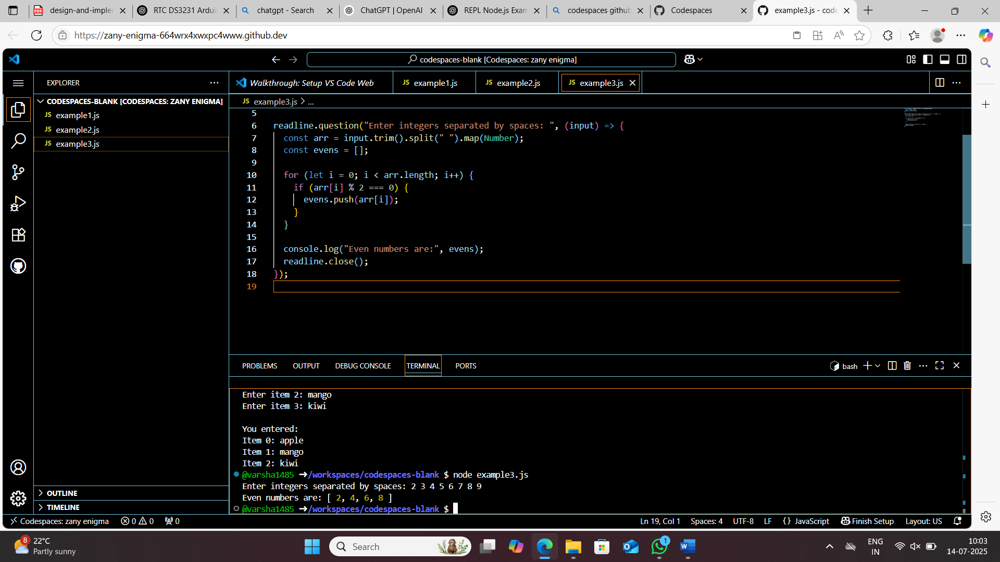 design-and-implem
RTC DS3231 Ardui
chatgpt - Search
ChatGPT | OpenAI
REPL Node.js Exam
codespaces github
Codespaces
example3.js - code
https://zany-enigma-664wrx4xwxpc4www.github.dev
codespaces-blank [Codespaces: zany enigma]
EXPLORER
Walkthrough: Setup VS Code Web
JS example1.js
JS example2.js
JS example3.js
CODESPACES-BLANK [CODESPACES: ZANY ENIGMA]
JS example1.js
JS example2.js
JS example3.js
JS example3.js > ...
5
6 readline.question("Enter integers separated by spaces: ", (input) => {
7 const arr = input.trim().split(" ").map(Number);
8 const evens = [];
9
10 for (let i = 0; i < arr.length; i++) {
11 if (arr[i] % 2 === 0) {
12 evens.push(arr[i]);
13 }
14 }
15
16 console.log("Even numbers are:", evens);
17 readline.close();
18 });
19
PROBLEMS OUTPUT DEBUG CONSOLE TERMINAL PORTS
bash
Enter item 2: mango
Enter item 3: kiwi
You entered:
Item 0: apple
Item 1: mango
Item 2: kiwi
@varsha1485 ➜/workspaces/codespaces-blank $ node example3.js
Enter integers separated by spaces: 2 3 4 5 6 7 8 9
Even numbers are: [ 2, 4, 6, 8 ]
@varsha1485 ➜/workspaces/codespaces-blank $
OUTLINE
TIMELINE
Codespaces: zany enigma 0 0 0
Ln 19, Col 1 Spaces: 4 UTF-8 LF {} JavaScript Finish Setup Layout: US
8
22°C
Partly sunny
Search
1
ENG
IN
10:03
14-07-2025